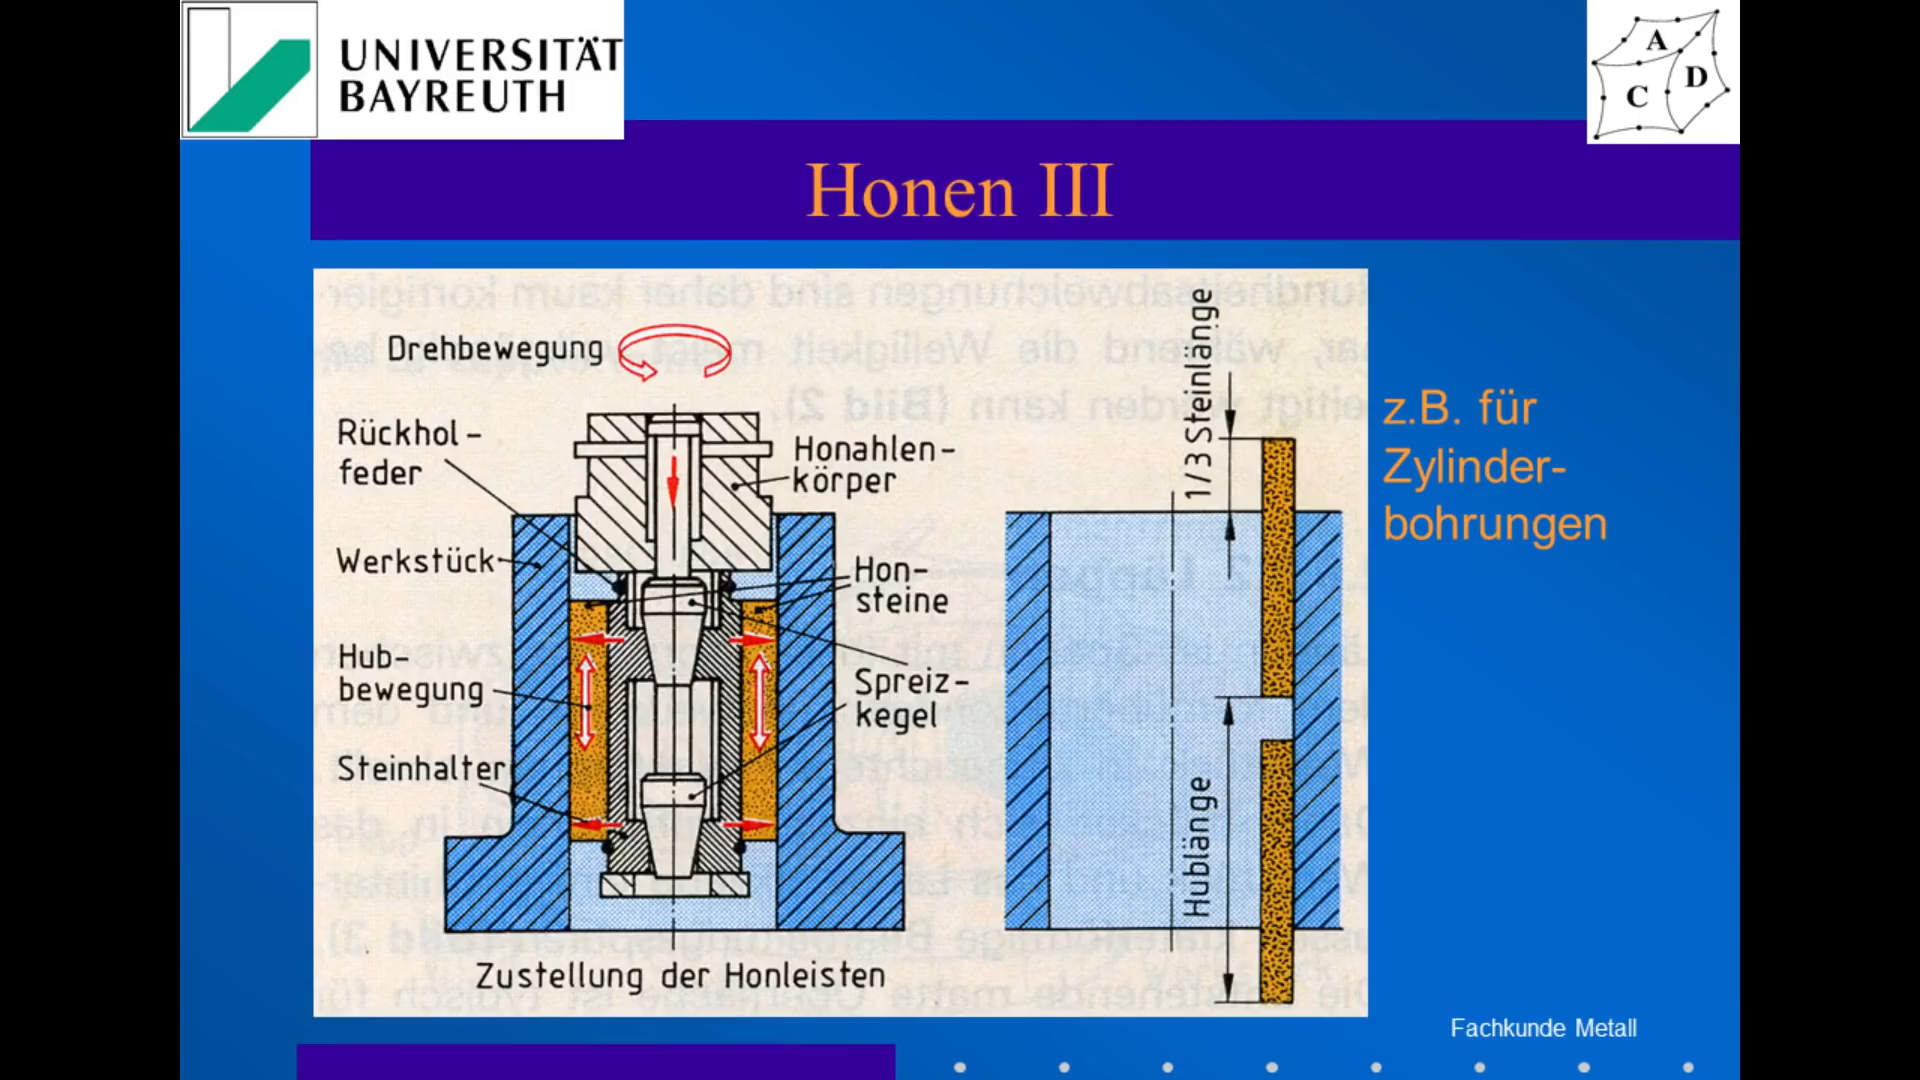 UNIVERSITÄT
BAYREUTH
A
D
C
Honen III
Drehbewegung
Rückhol-
feder
Honahlen-
körper
Werkstück
Hon-
steine
Hub-
bewegung
Spreiz-
kegel
Steinhalter
Zustellung der Honleisten
1/3 Steinlänge
Hublänge
z.B. für
Zylinder-
bohrungen
Fachkunde Metall